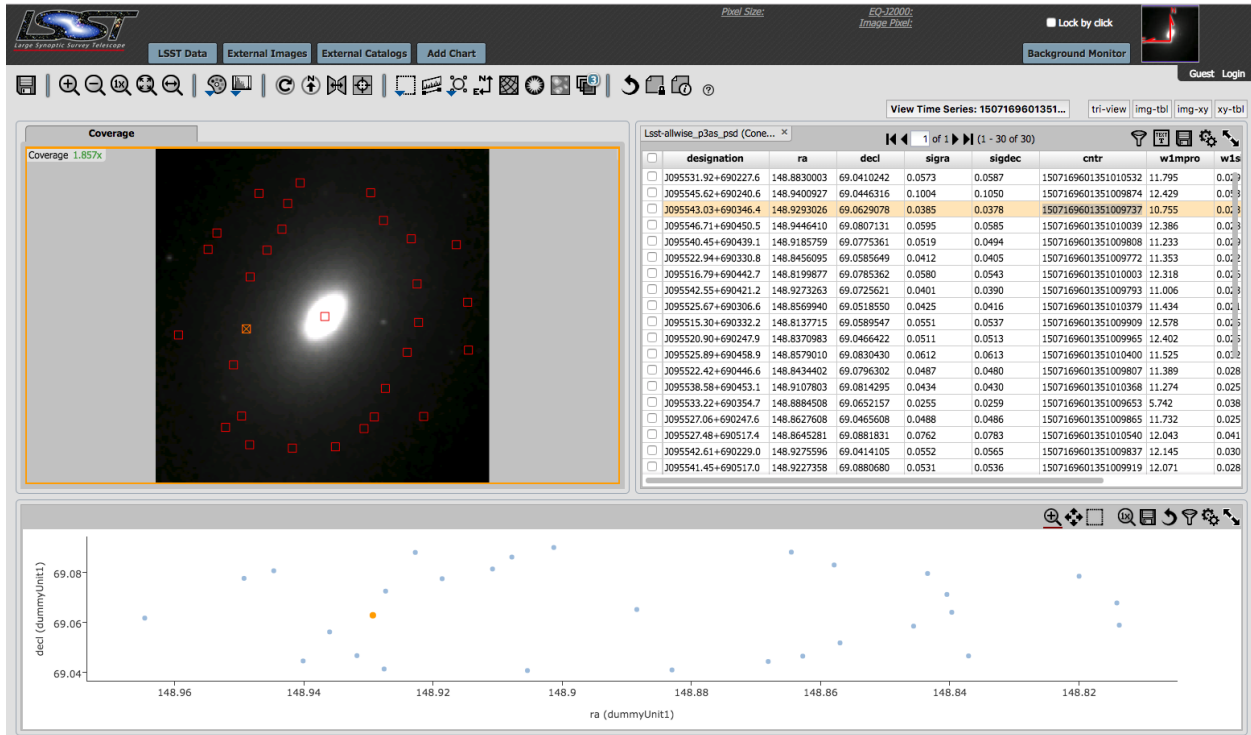 LSST
Large Synoptic Survey Telescope
Pixel Size:
EQ-J2000:
Image Pixel:
Lock by click
LSST Data External Images External Catalogs Add Chart
Background Monitor
Guest Login
1x 3
View Time Series: 1507169601351... tri-view img-tbl img-xy xy-tbl
Coverage
Coverage 1.857x
Lsst-allwise_p3as_psd (Cone... ×
1 of 1 (1 - 30 of 30) TEXT
designation ra decl sigra sigdec cntr w1mpro w1s
J095531.92+690227.6 148.8830003 69.0410242 0.0573 0.0587 1507169601351010532 11.795
J095545.62+690240.6 148.9400927 69.0446316 0.1004 0.1050 1507169601351009874 12.429
J095543.03+690346.4 148.9293026 69.0629078 0.0385 0.0378 1507169601351009737 10.755
J095546.71+690450.5 148.9446410 69.0807131 0.0595 0.0585 1507169601351010039 12.386
J095540.45+690439.1 148.9185759 69.0775361 0.0519 0.0494 1507169601351009808 11.233
J095522.94+690330.8 148.8456095 69.0585649 0.0412 0.0405 1507169601351009772 11.353
J095516.79+690442.7 148.8199877 69.0785362 0.0580 0.0543 1507169601351010003 12.318
J095542.55+690421.2 148.9273263 69.0725621 0.0401 0.0390 1507169601351009793 11.006
J095525.67+690306.6 148.8569940 69.0518550 0.0425 0.0416 1507169601351010379 11.434
J095515.30+690332.2 148.8137715 69.0589547 0.0551 0.0537 1507169601351009909 12.578
J095520.90+690247.9 148.8370983 69.0466422 0.0511 0.0513 1507169601351009965 12.402
J095525.89+690458.9 148.8579010 69.0830430 0.0612 0.0613 1507169601351010400 11.525
J095522.42+690446.6 148.8434402 69.0796302 0.0487 0.0480 1507169601351009807 11.389 0.028
J095538.58+690453.1 148.9107803 69.0814295 0.0434 0.0430 1507169601351010368 11.274 0.025
J095533.22+690354.7 148.8884508 69.0652157 0.0255 0.0259 1507169601351009653 5.742 0.038
J095527.06+690247.6 148.8627608 69.0465608 0.0488 0.0486 1507169601351009865 11.732 0.025
J095527.48+690517.4 148.8645281 69.0881831 0.0762 0.0783 1507169601351010540 12.043 0.041
J095542.61+690229.0 148.9275596 69.0414105 0.0552 0.0565 1507169601351009837 12.145 0.030
J095541.45+690517.0 148.9227358 69.0880680 0.0531 0.0536 1507169601351009919 12.071 0.028
1x
decl (dummyUnit1)
69.08
69.06
69.04
148.96 148.94 148.92 148.9 148.88 148.86 148.84 148.82
ra (dummyUnit1)